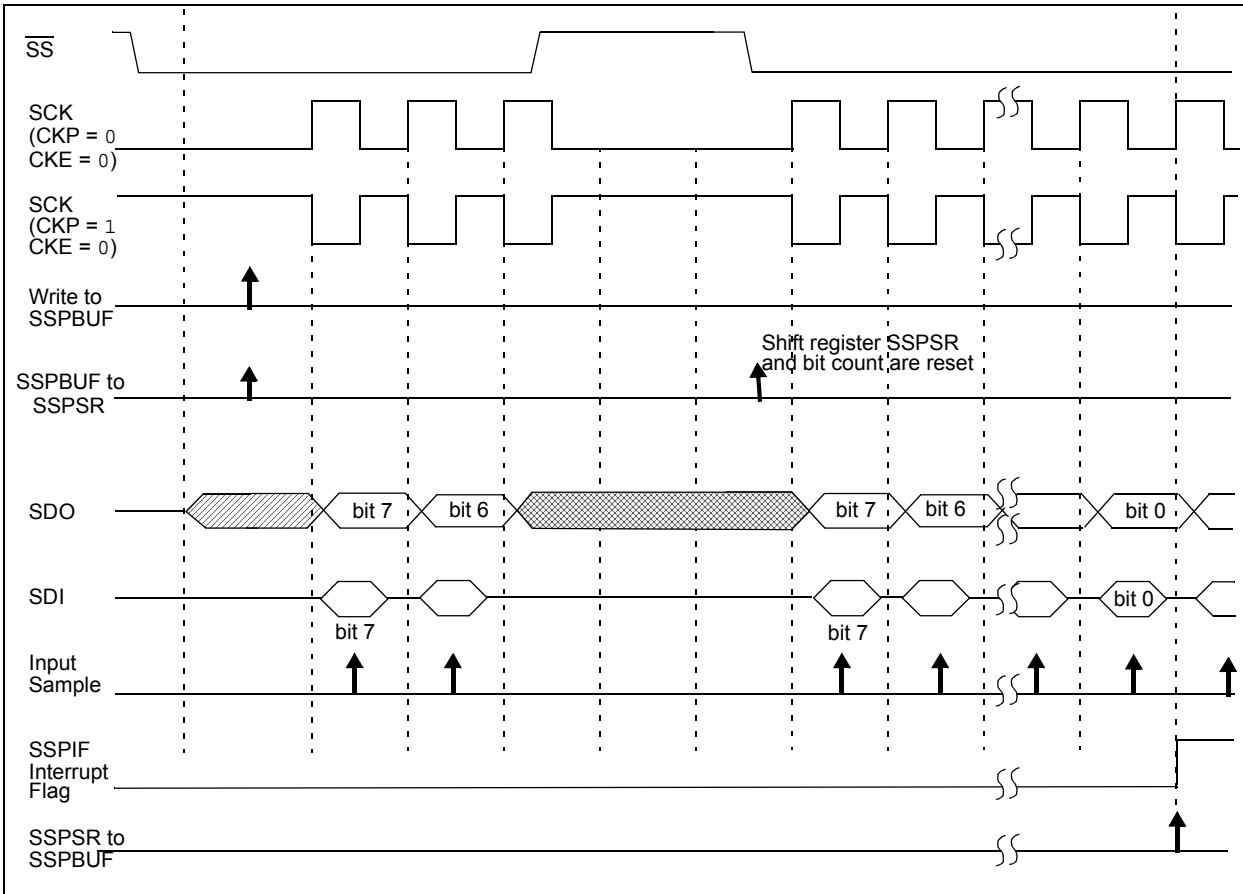 SS
SCK
(CKP = 0
CKE = 0)
SCK
(CKP = 1
CKE = 0)
Write to
SSPBUF
Shift register SSPSR
and bit count are reset
SSPBUF to
SSPSR
SDO
bit 7
bit 6
bit 7
bit 6
bit 0
SDI
bit 0
bit 7
bit 7
Input
Sample
SSPIF
Interrupt
Flag
SSPSR to
SSPBUF